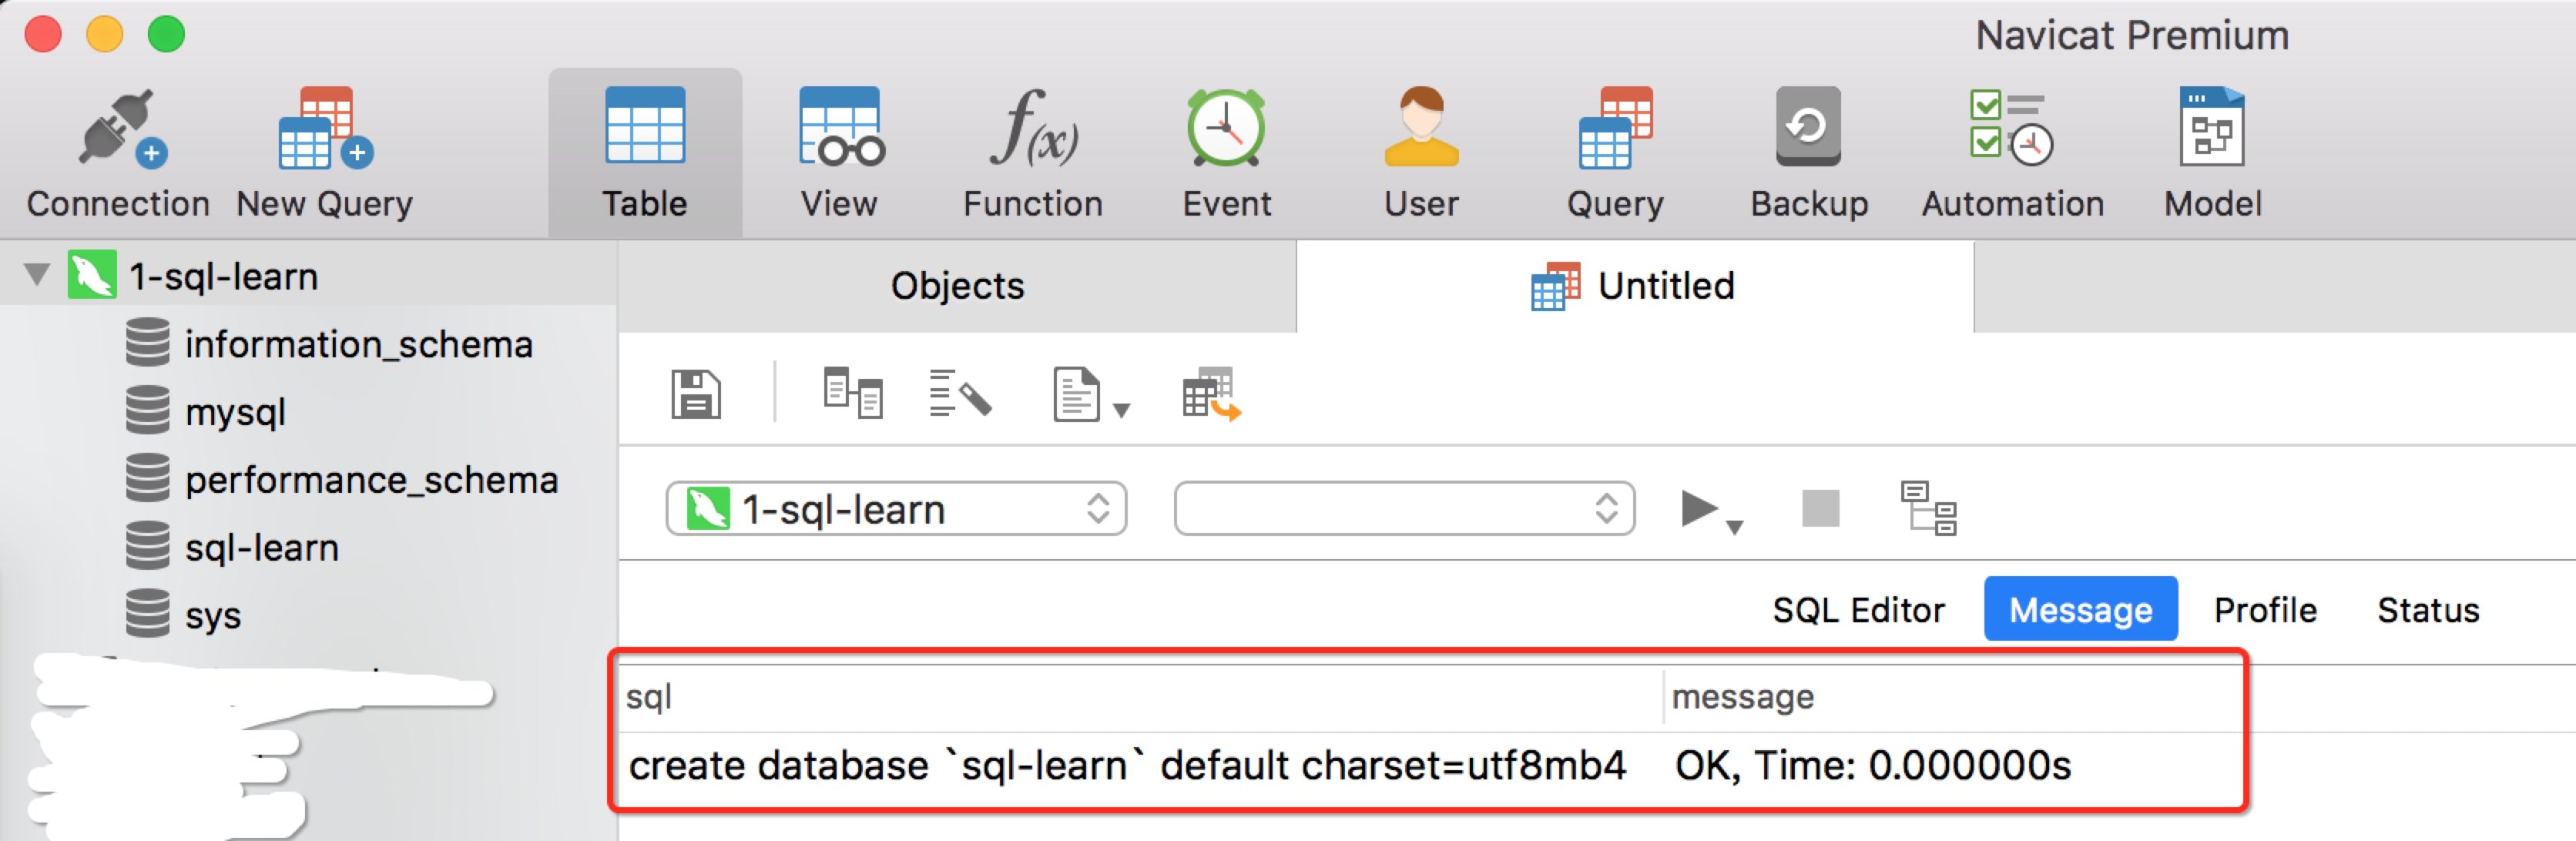 Navicat Premium
Connection New Query Table View Function Event User Query Backup Automation Model
1-sql-learn
information_schema
mysql
performance_schema
sql-learn
sys
Objects Untitled
1-sql-learn
SQL Editor Message Profile Status
sql message
create database `sql-learn` default charset=utf8mb4 OK, Time: 0.000000s